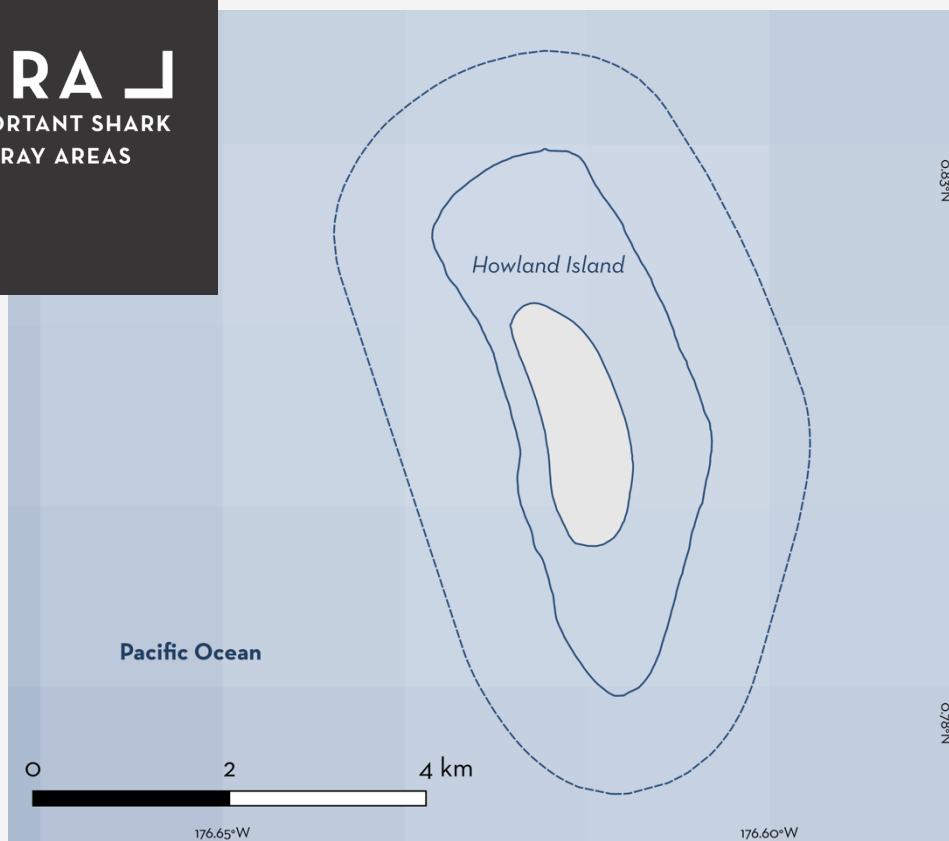 RA
ORTANT SHARK
RAY AREAS
0.83°N
Howland Island
Pacific Ocean
0.78°N
0 2 4 km
176.65°W 176.60°W